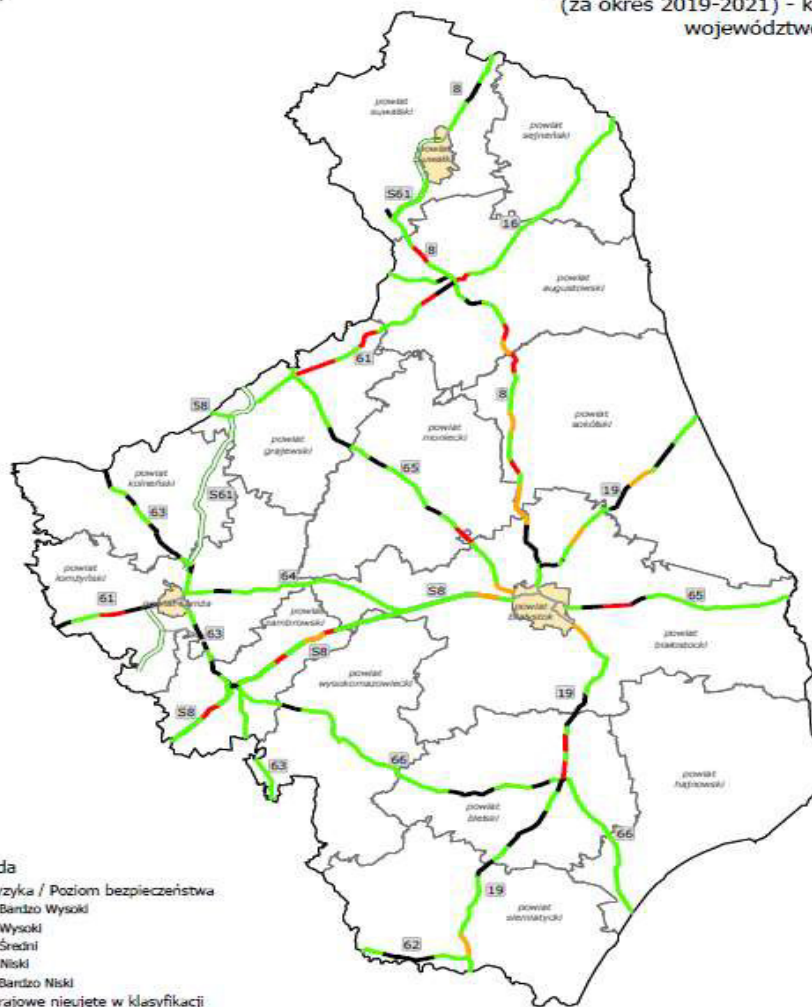 (za okres 2019-2021) - k
województw
8
powiat
suwalski
powiat
sejneński
powiat
S61
16
8
powiat
augustowski
61
8
S8
powiat
grajewski
powiat
moniecki
powiat
sokólski
powiat
kolneński
S61
65
19
63
powiat
łomżyński
61
64
S8
65
powiat
zambrowski
powiat
63
S8
powiat
białostocki
powiat
wysokomazowiecki
19
S8
63
66
powiat
hajnowski
powiat
bielski
66
19
powiat
siemiatycki
62
da
yzyka / Poziom bezpieczeństwa
Bardzo Wysoki
Wysoki
Średni
Niski
Bardzo Niski
rajowe nieujęte w klasyfikacji